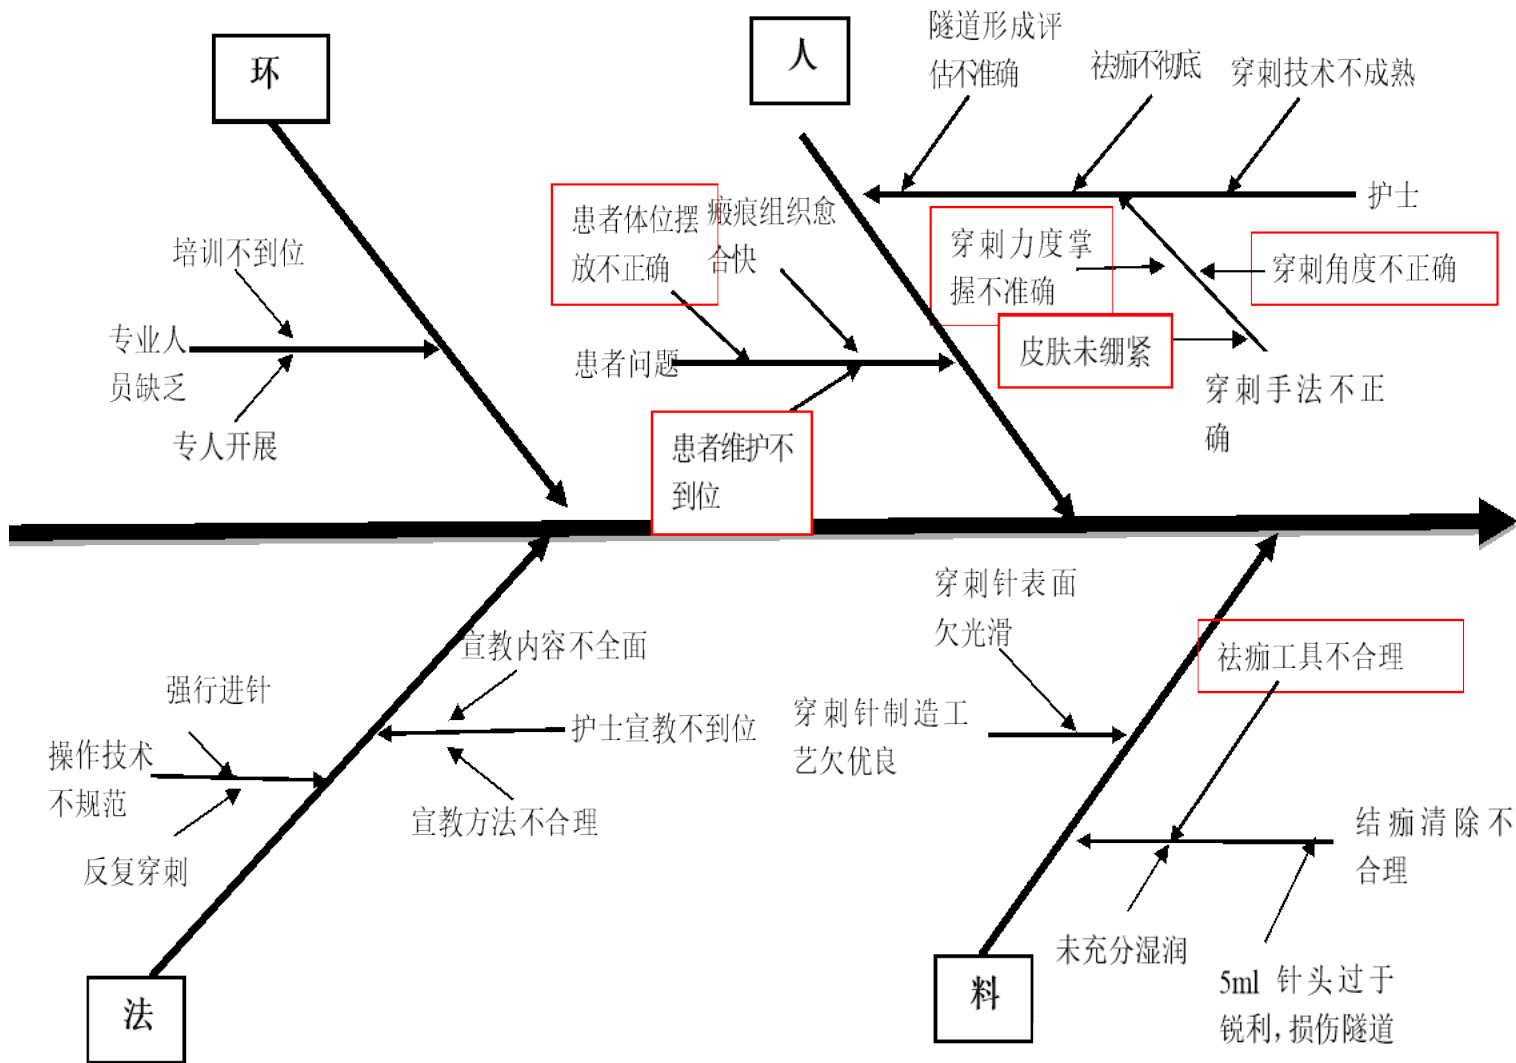 环
人
隧道形成评
估不准确
祛痂不彻底
穿刺技术不成熟
护士
患者体位摆
放不正确
瘢痕组织愈
合快
穿刺力度掌
握不准确
穿刺角度不正确
培训不到位
专业人
员缺乏
专人开展
患者问题
皮肤未绷紧
穿刺手法不正
确
患者维护不
到位
穿刺针表面
欠光滑
宣教内容不全面
祛痂工具不合理
强行进针
护士宣教不到位
穿刺针制造工
艺欠优良
操作技术
不规范
宣教方法不合理
反复穿刺
结痂清除不
合理
未充分湿润
5ml 针头过于
锐利，损伤隧道
法
料